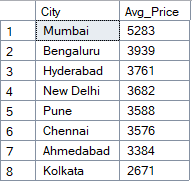 City Avg_Price
1 Mumbai 5283
2 Bengaluru 3939
3 Hyderabad 3761
4 New Delhi 3682
5 Pune 3588
6 Chennai 3576
7 Ahmedabad 3384
8 Kolkata 2671